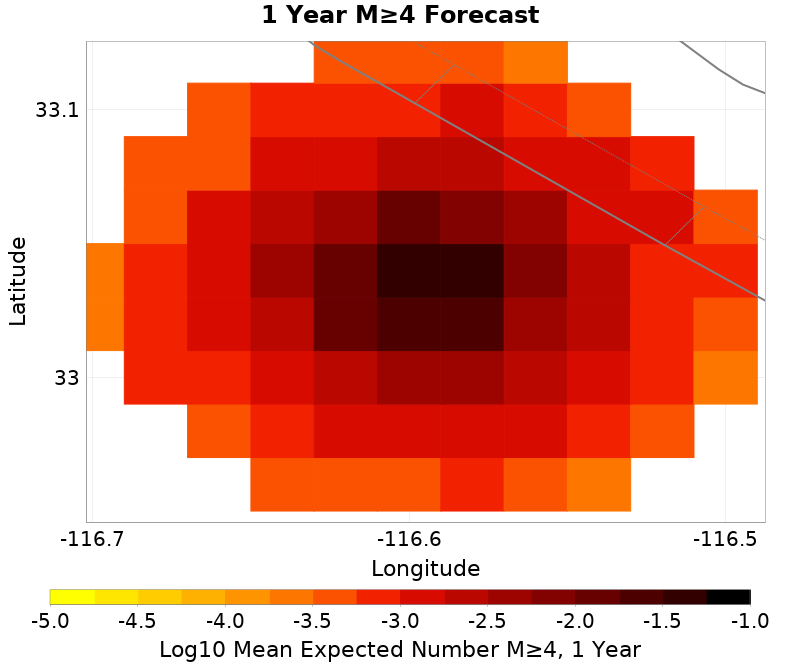 1 Year M≥4 Forecast
33.1
33
Latitude
-116.7 -116.6 -116.5
Longitude
-5.0 -4.5 -4.0 -3.5 -3.0 -2.5 -2.0 -1.5 -1.0
Log10 Mean Expected Number M≥4, 1 Year